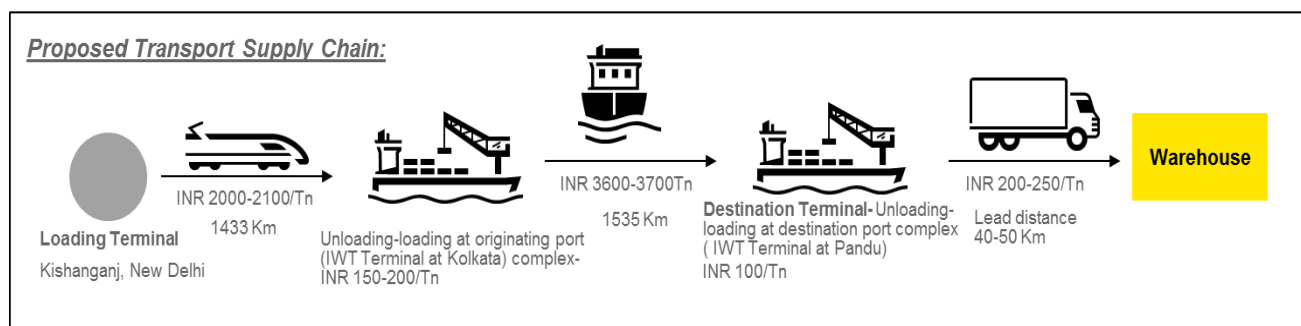 Proposed Transport Supply Chain:
INR 2000-2100/Tn
1433 Km
Loading Terminal
Kishanganj, New Delhi
Unloading-loading at originating port
(IWT Terminal at Kolkata) complex-
INR 150-200/Tn
INR 3600-3700Tn
1535 Km
Destination Terminal- Unloading-
loading at destination port complex
( IWT Terminal at Pandu)
INR 100/Tn
INR 200-250/Tn
Lead distance
40-50 Km
Warehouse